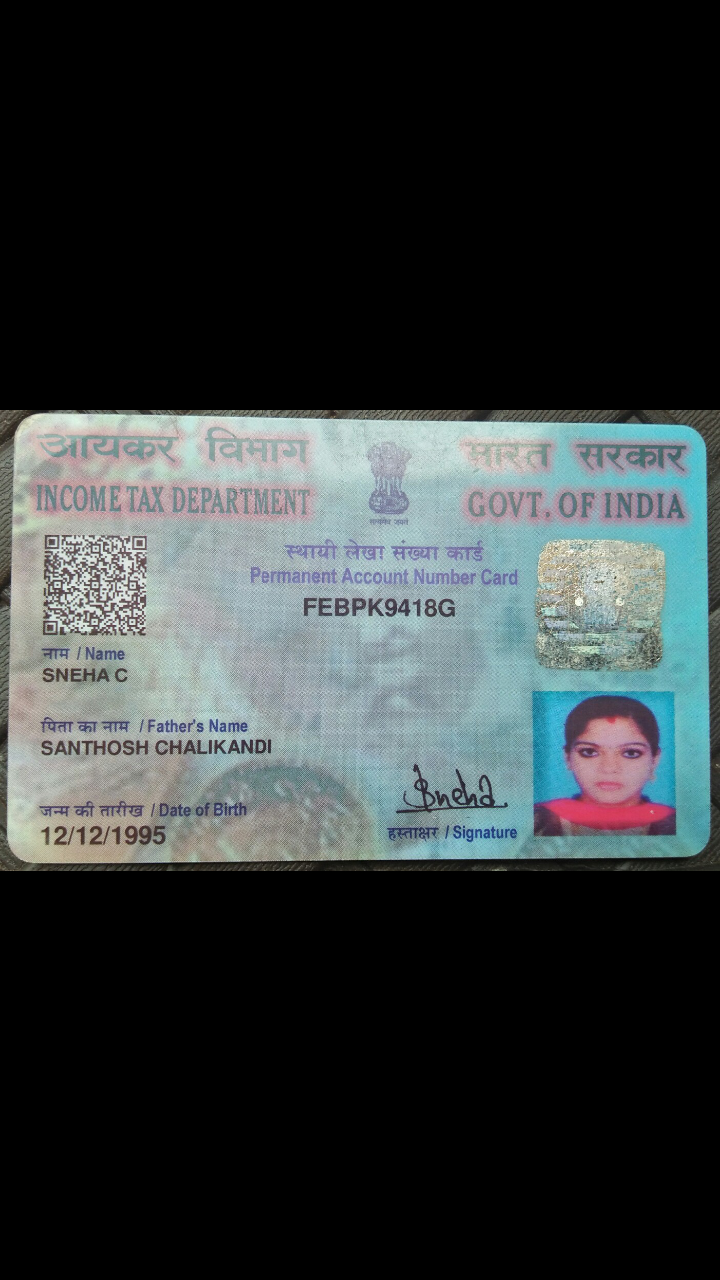 आयकर विभाग
INCOME TAX DEPARTMENT
भारत सरकार
GOVT. OF INDIA
सत्यमेव जयते
स्थायी लेखा संख्या कार्ड
Permanent Account Number Card
FEBPK9418G
नाम / Name
SNEHA C
पिता का नाम / Father's Name
SANTHOSH CHALIKANDI
जन्म की तारीख / Date of Birth
12/12/1995
Sneha
हस्ताक्षर / Signature